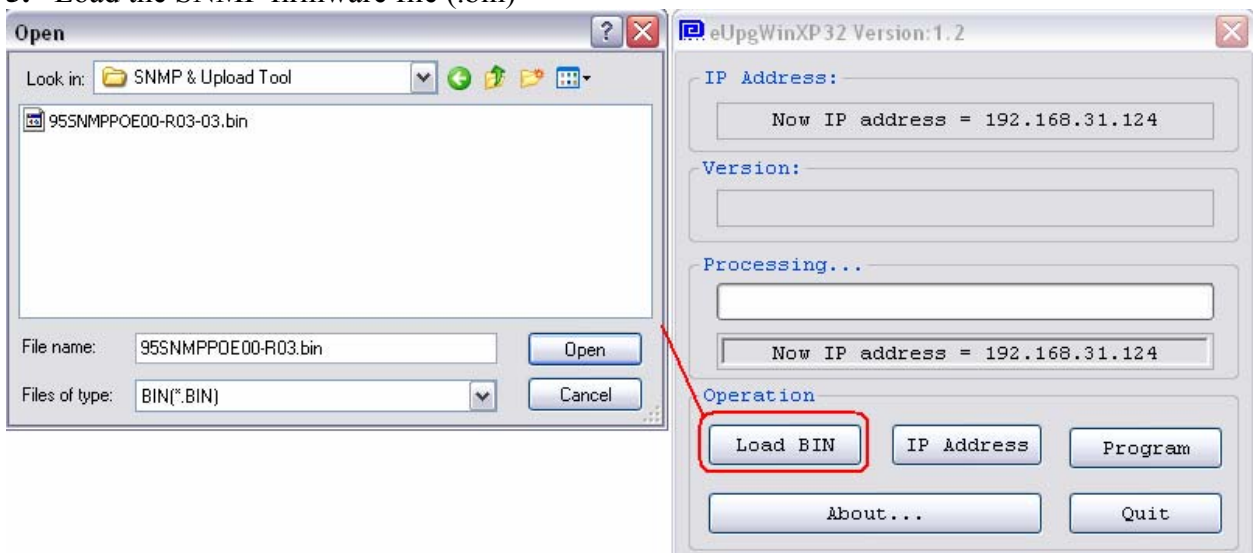 3. Load the SNMP firmware file (.bin)
Open
Look in: SNMP & Upload Tool
95SNMPPOE00-R03-03.bin
File name: 95SNMPPOE00-R03.bin Open
Files of type: BIN(*.BIN) Cancel
eUpgWinXP32 Version:1.2
IP Address:
Now IP address = 192.168.31.124
Version:
Processing...
Now IP address = 192.168.31.124
Operation
Load BIN IP Address Program
About... Quit